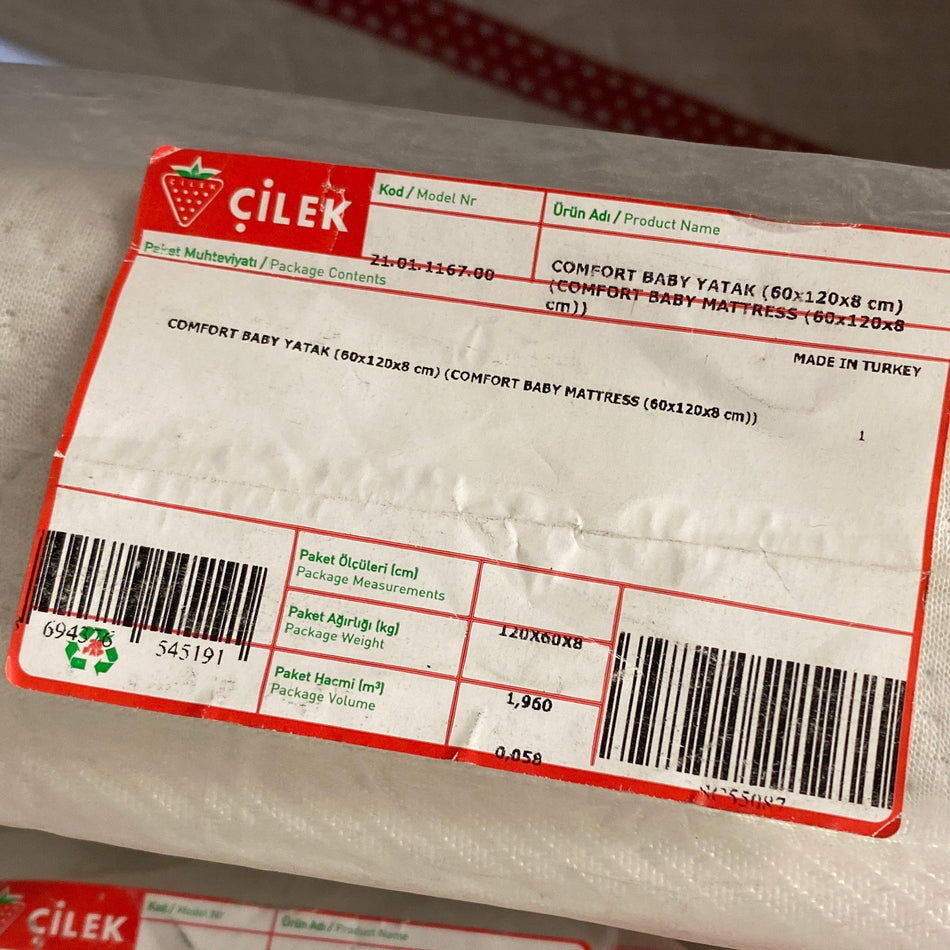 ÇİLEK
ÇİLEK
Kod / Model Nr
21.01.1167.00
Ürün Adı / Product Name
COMFORT BABY YATAK (60x120x8 cm)
(COMFORT BABY MATTRESS (60x120x8
cm))
Paket Muhteviyatı / Package Contents
MADE IN TURKEY
COMFORT BABY YATAK (60x120x8 cm) (COMFORT BABY MATTRESS (60x120x8 cm))
1
545191
Paket Ölçüleri (cm)
Package Measurements
120X60X8
Paket Ağırlığı (kg)
Package Weight
1,960
Paket Hacmi (m³)
Package Volume
0,058
ÇİLEK
Kod / Model Nr
Ürün Adı / Product Name